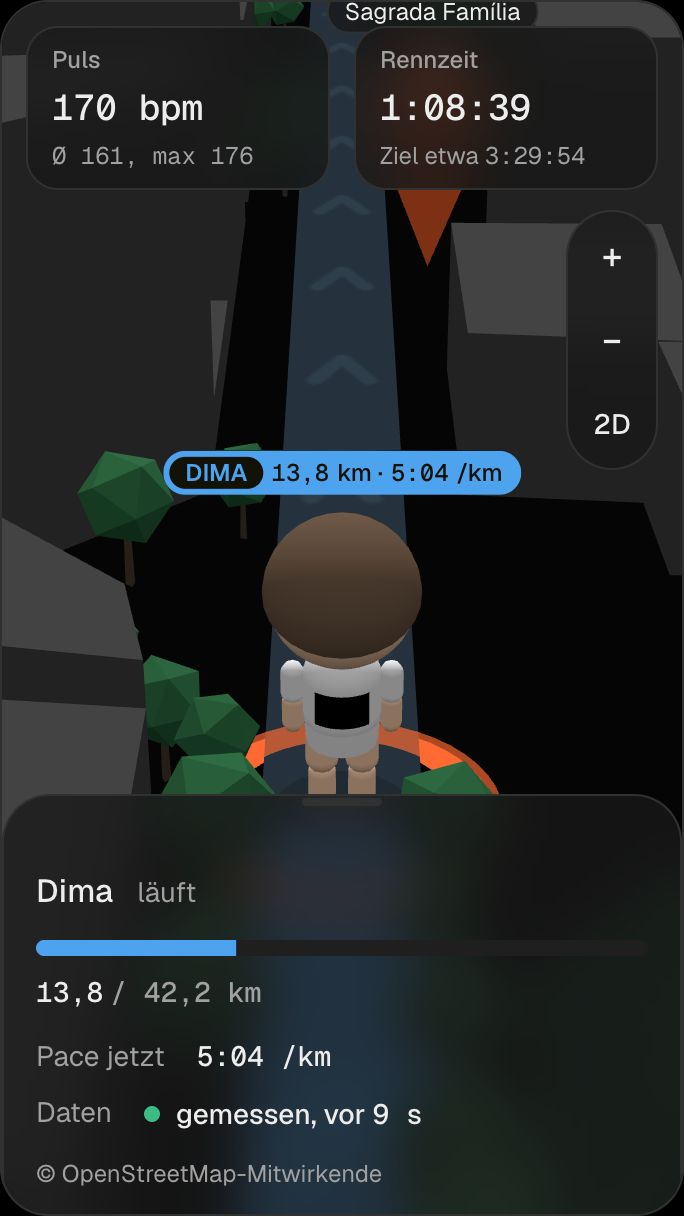 Sagrada Família
Puls
170 bpm
Ø 161, max 176
Rennzeit
1:08:39
Ziel etwa 3:29:54
+
−
2D
DIMA 13,8 km · 5:04 /km
Dima läuft
13,8 / 42,2 km
Pace jetzt 5:04 /km
Daten gemessen, vor 9 s
© OpenStreetMap-Mitwirkende